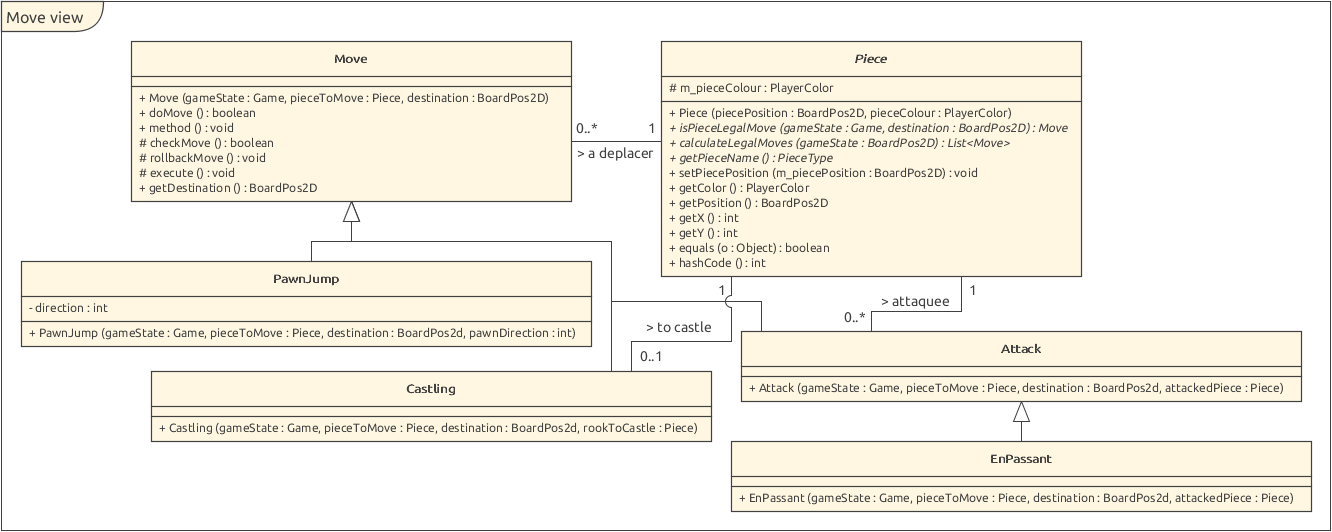 Move view
Move
+ Move (gameState : Game, pieceToMove : Piece, destination : BoardPos2D)
+ doMove () : boolean
+ method () : void
# checkMove () : boolean
# rollbackMove () : void
# execute () : void
+ getDestination () : BoardPos2D
0..*
1
> a deplacer
Piece
# m_pieceColour : PlayerColor
+ Piece (piecePosition : BoardPos2D, pieceColour : PlayerColor)
+ isPieceLegalMove (gameState : Game, destination : BoardPos2D) : Move
+ calculateLegalMoves (gameState : BoardPos2D) : List<Move>
+ getPieceName () : PieceType
+ setPiecePosition (m_piecePosition : BoardPos2D) : void
+ getColor () : PlayerColor
+ getPosition () : BoardPos2D
+ getX () : int
+ getY () : int
+ equals (o : Object) : boolean
+ hashCode () : int
PawnJump
- direction : int
+ PawnJump (gameState : Game, pieceToMove : Piece, destination : BoardPos2d, pawnDirection : int)
1
> to castle
0..1
1
> attaquee
0..*
Castling
+ Castling (gameState : Game, pieceToMove : Piece, destination : BoardPos2d, rookToCastle : Piece)
Attack
+ Attack (gameState : Game, pieceToMove : Piece, destination : BoardPos2d, attackedPiece : Piece)
EnPassant
+ EnPassant (gameState : Game, pieceToMove : Piece, destination : BoardPos2d, attackedPiece : Piece)